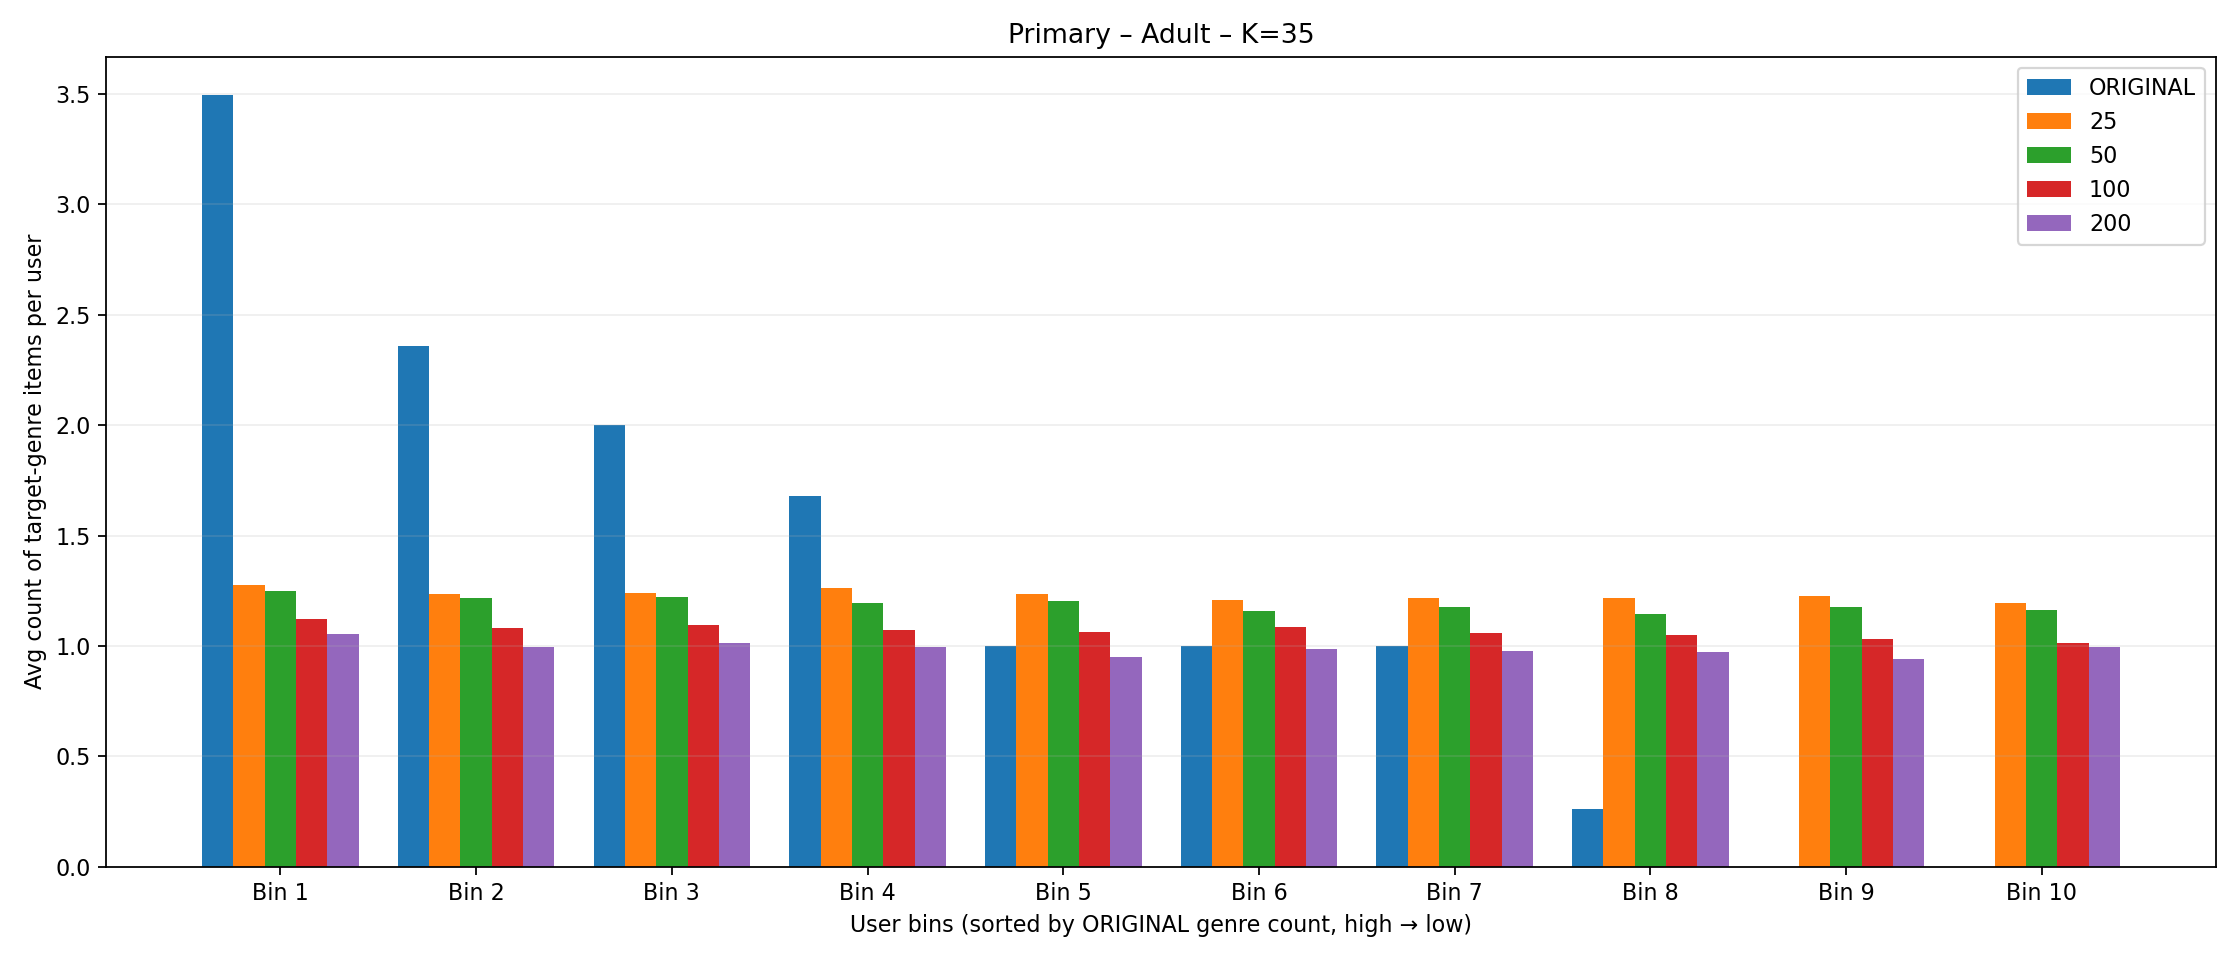 Primary – Adult – K=35
ORIGINAL
25
50
100
200
Avg count of target-genre items per user
3.5
3.0
2.5
2.0
1.5
1.0
0.5
0.0
Bin 1 Bin 2 Bin 3 Bin 4 Bin 5 Bin 6 Bin 7 Bin 8 Bin 9 Bin 10
User bins (sorted by ORIGINAL genre count, high → low)